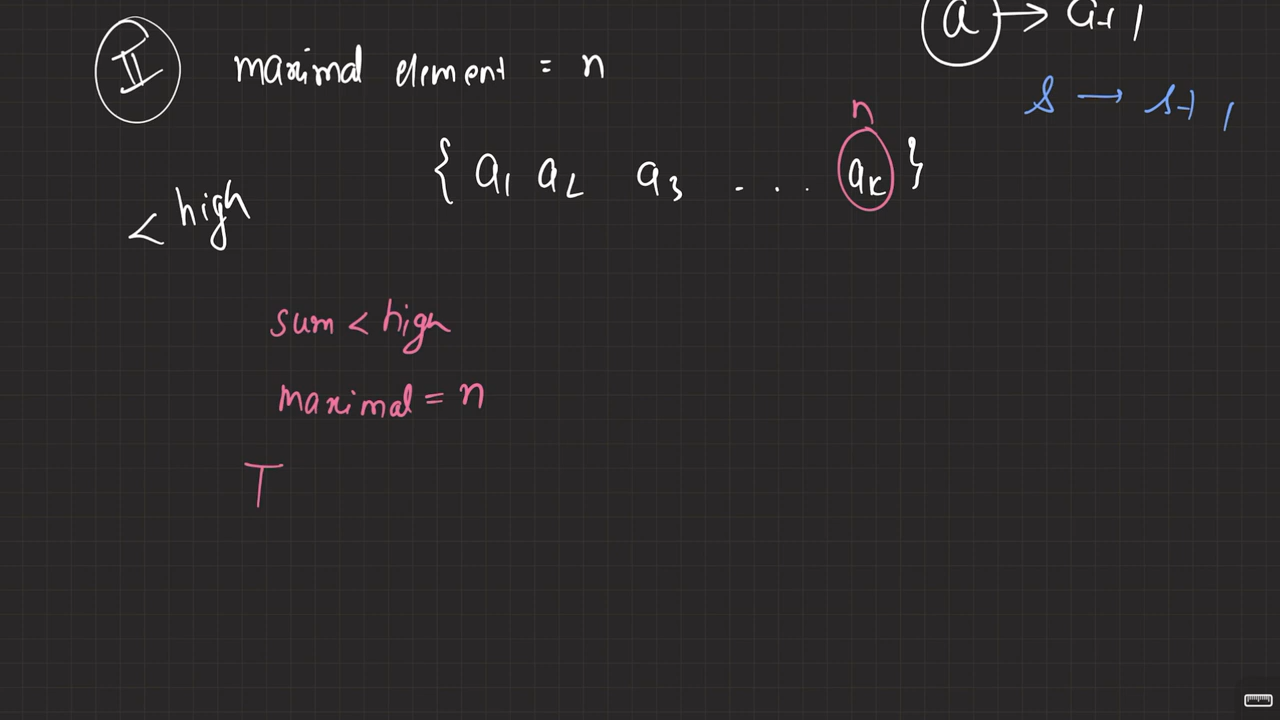 a → a+1
II maximal element = n
s → s+1
n
{ a1 a2 a3 . . . ak }
< high
sum < high
maximal = n
T